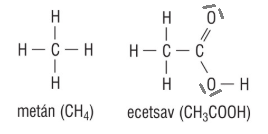 H H O
H – C – H H – C – C
H H O – H
metán (CH₄) ecetsav (CH₃COOH)